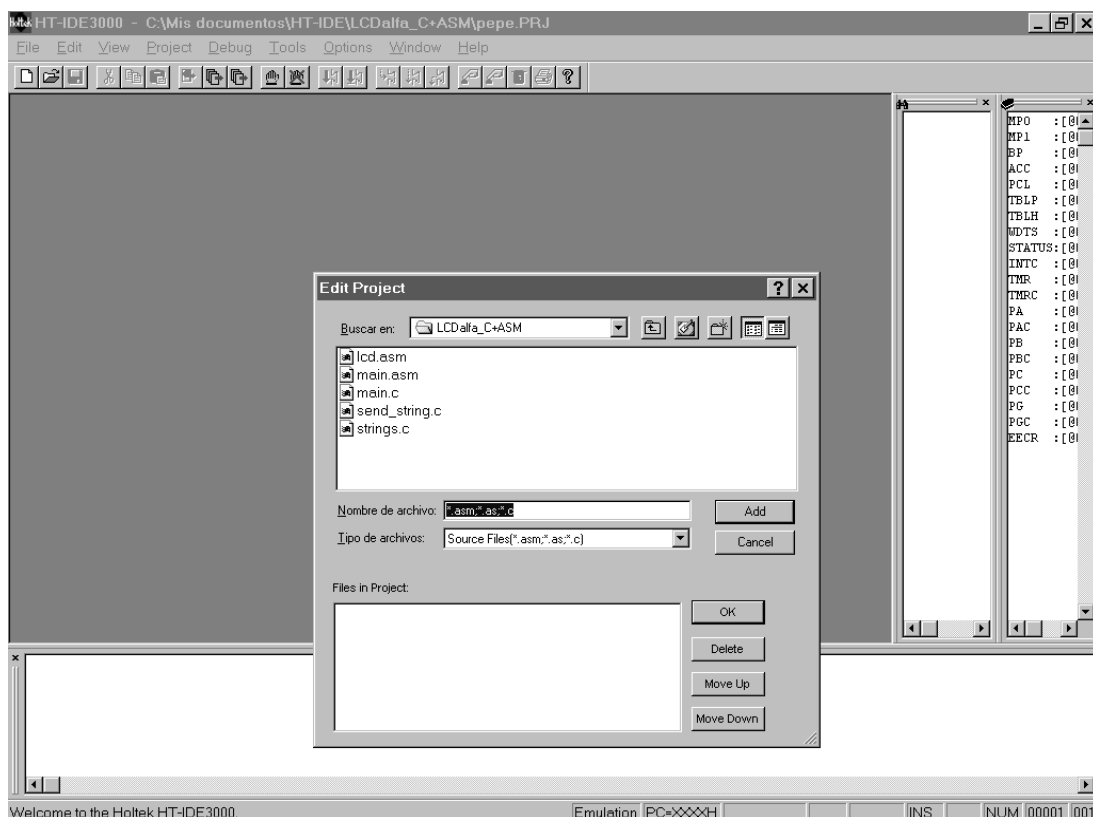 Holtek HT-IDE3000 - C:\Mis documentos\HT-IDE\LCDalfa_C+ASM\pepe.PRJ
File Edit View Project Debug Tools Options Window Help
MP0 :[@
MP1 :[@
BP :[@
ACC :[@
PCL :[@
TBLP :[@
TBLH :[@
WDTS :[@
STATUS:[@
INTC :[@
TMR :[@
TMRC :[@
PA :[@
PAC :[@
PB :[@
PBC :[@
PC :[@
PCC :[@
PG :[@
PGC :[@
EECR :[@
Edit Project
Buscar en: LCDalfa_C+ASM
lcd.asm
main.asm
main.c
send_string.c
strings.c
Nombre de archivo: *.asm;*.as;*.c Add
Tipo de archivos: Source Files(*.asm;*.as;*.c) Cancel
Files in Project:
OK
Delete
Move Up
Move Down
Welcome to the Holtek HT-IDE3000 Emulation PC=XXXXH INS NUM 00001 001